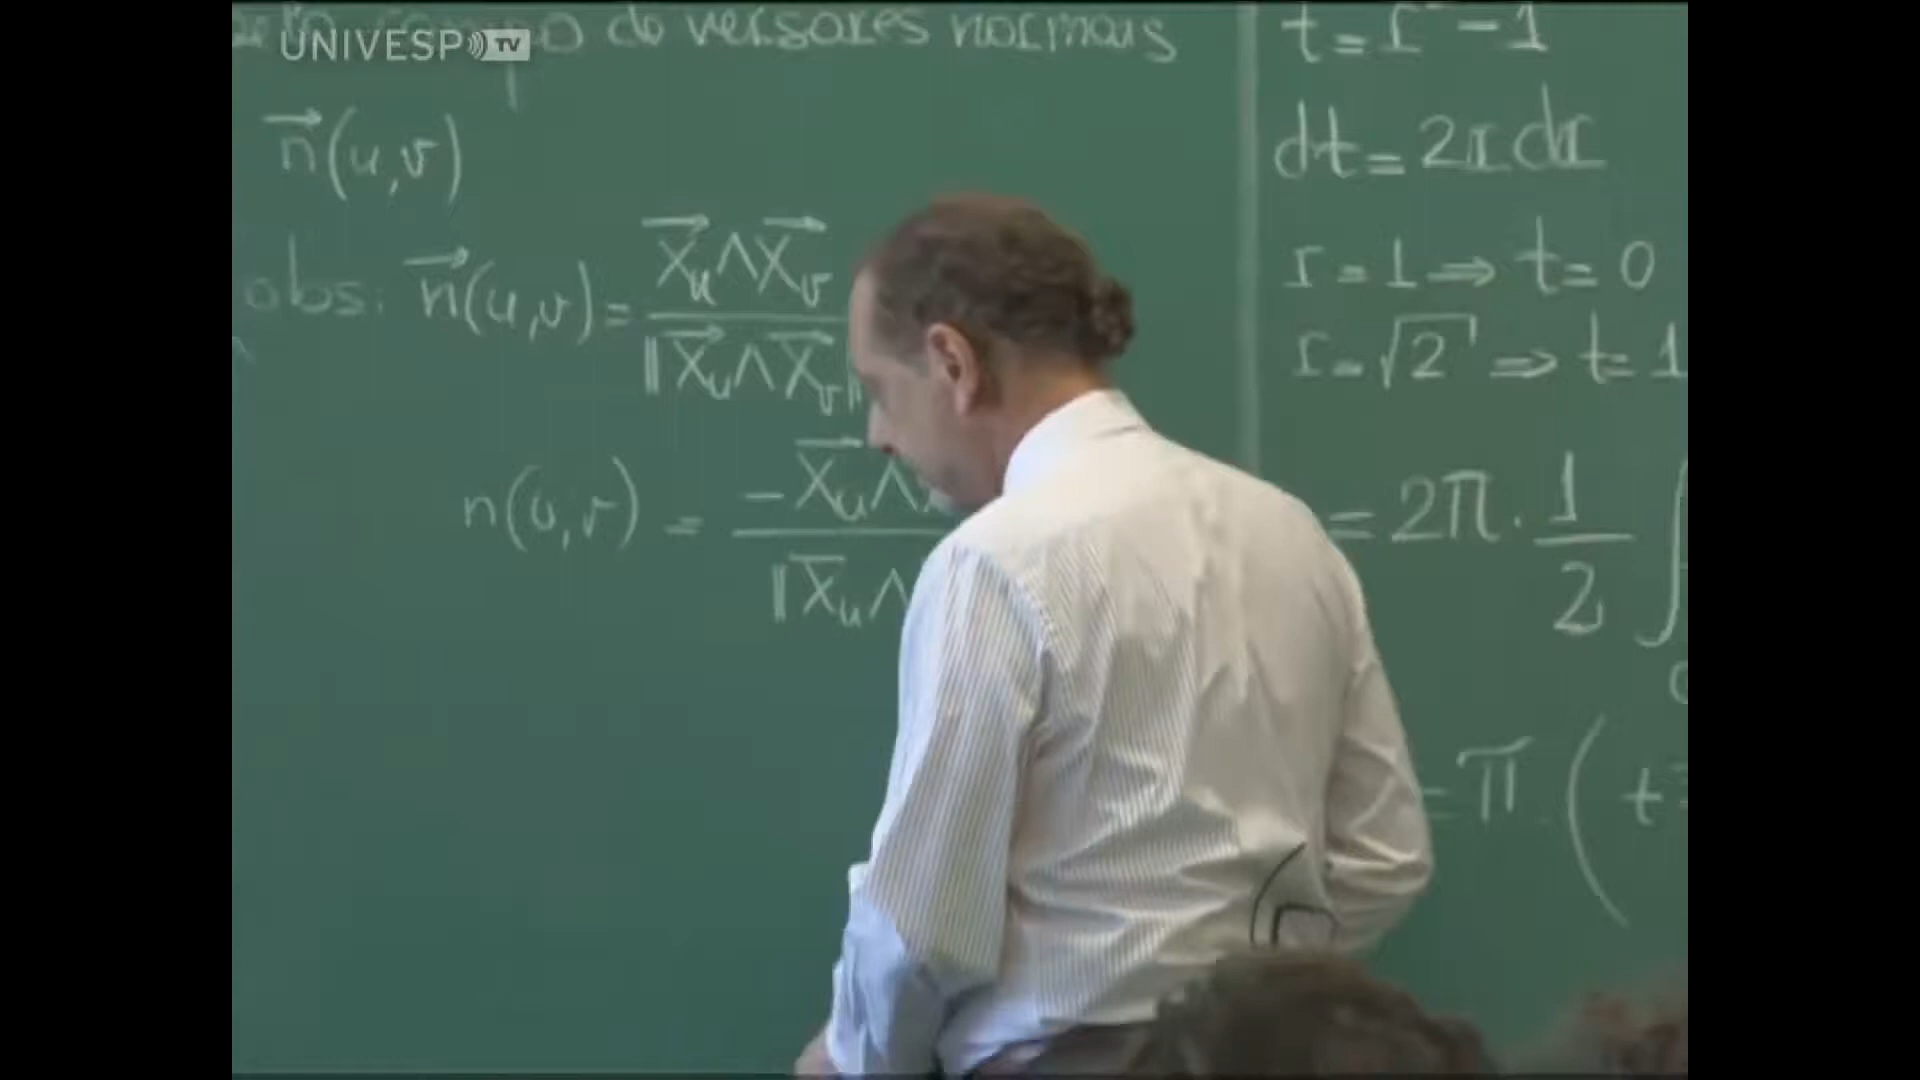 UNIVESP TV
campo de versores normais
n⃗(u,v)
obs: n⃗(u,v) = X⃗u ∧ X⃗v
‖X⃗u ∧ X⃗v‖
n(u,v) = -X⃗u ∧
‖X⃗u ∧
t = r² - 1
dt = 2r dr
r = 1 ⇒ t = 0
r = √2 ⇒ t = 1
= 2π · 1/2 ∫
0
= π · ( t